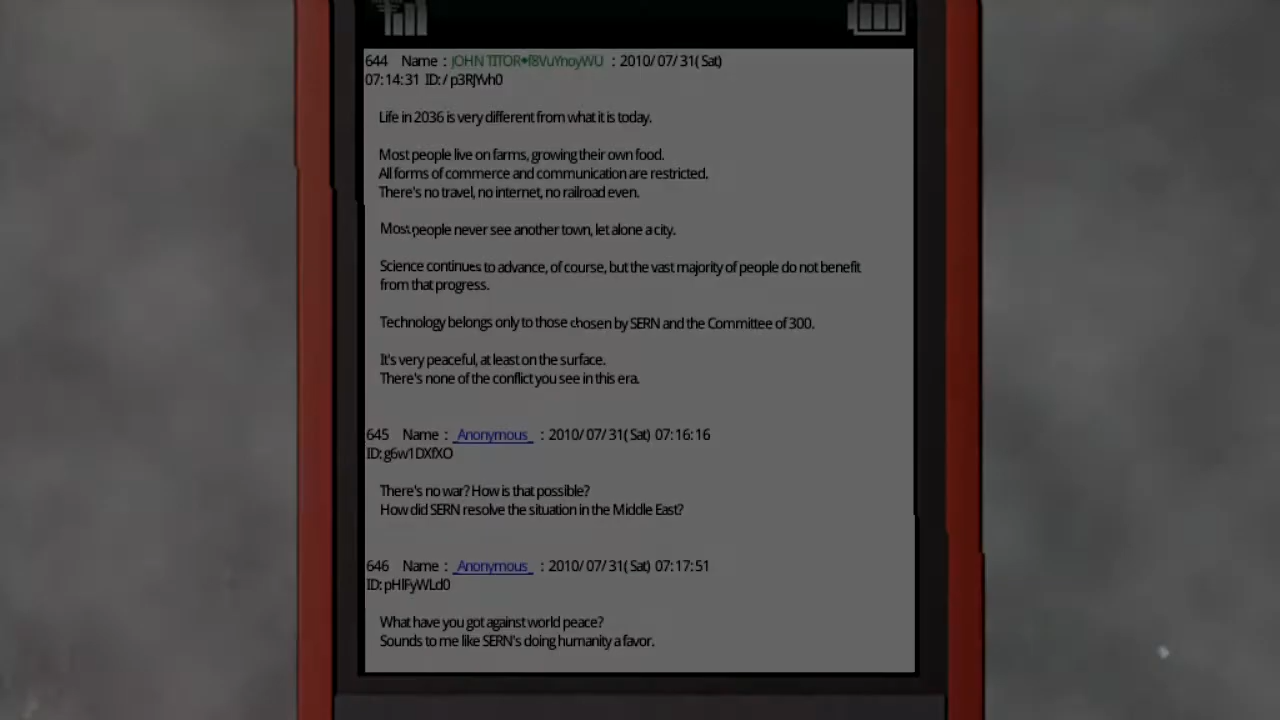 644 Name : JOHN TITOR◆f8VuYnoyWU : 2010/07/31(Sat)
07:14:31 ID:/p3RJYvh0
Life in 2036 is very different from what it is today.
Most people live on farms, growing their own food.
All forms of commerce and communication are restricted.
There's no travel, no internet, no railroad even.
Most people never see another town, let alone a city.
Science continues to advance, of course, but the vast majority of people do not benefit
from that progress.
Technology belongs only to those chosen by SERN and the Committee of 300.
It's very peaceful, at least on the surface.
There's none of the conflict you see in this era.
645 Name : _Anonymous_ : 2010/07/31(Sat) 07:16:16
ID:g6w1DXfXO
There's no war? How is that possible?
How did SERN resolve the situation in the Middle East?
646 Name : _Anonymous_ : 2010/07/31(Sat) 07:17:51
ID:pHlFyWLd0
What have you got against world peace?
Sounds to me like SERN's doing humanity a favor.